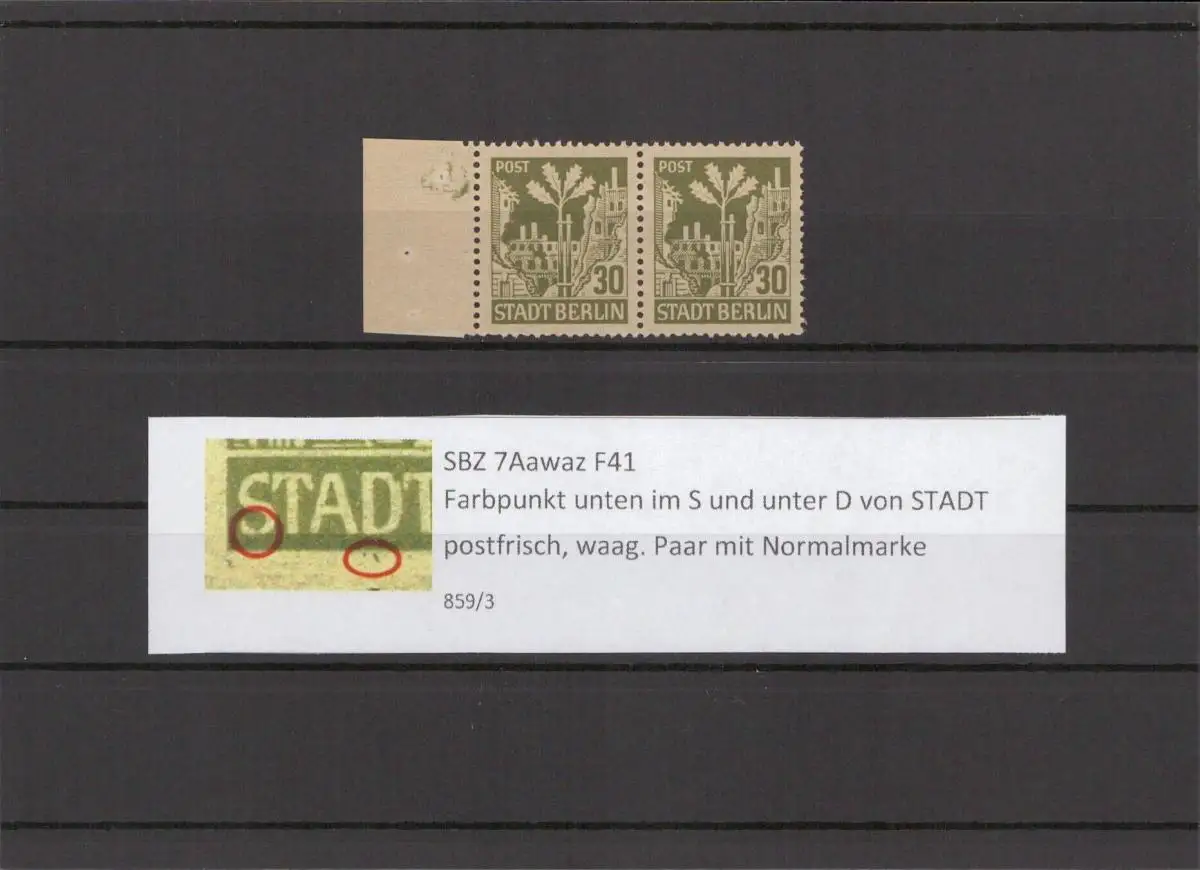 POST
30
STADT BERLIN
POST
30
STADT BERLIN
STADT
SBZ 7Aawaz F41
Farbpunkt unten im S und unter D von STADT
postfrisch, waag. Paar mit Normalmarke
859/3